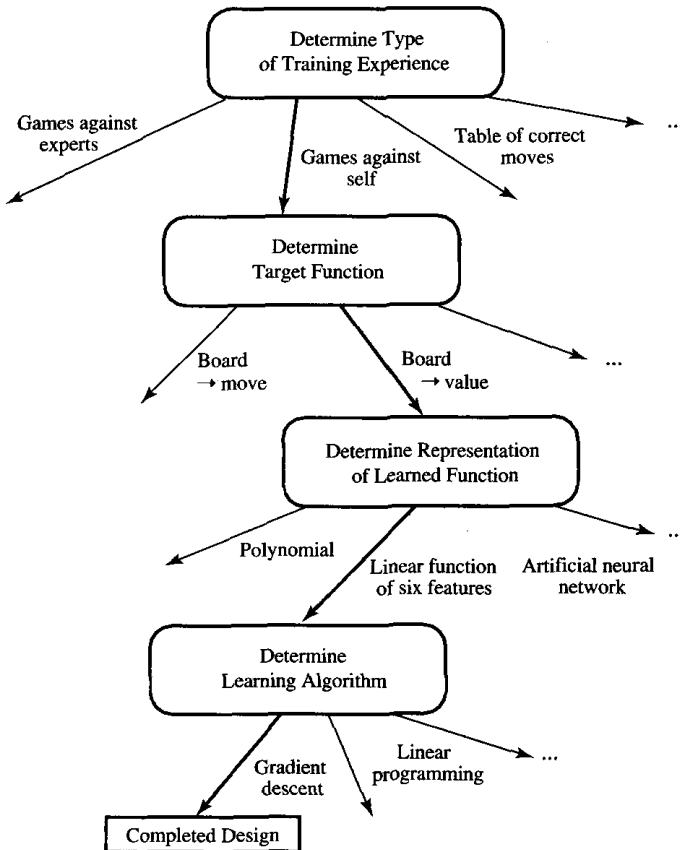 Determine Type
of Training Experience
Games against
experts
Games against
self
Table of correct
moves
..
Determine
Target Function
Board
→ move
Board
→ value
...
Determine Representation
of Learned Function
Polynomial
Linear function
of six features
Artificial neural
network
..
Determine
Learning Algorithm
Gradient
descent
Linear
programming
...
Completed Design